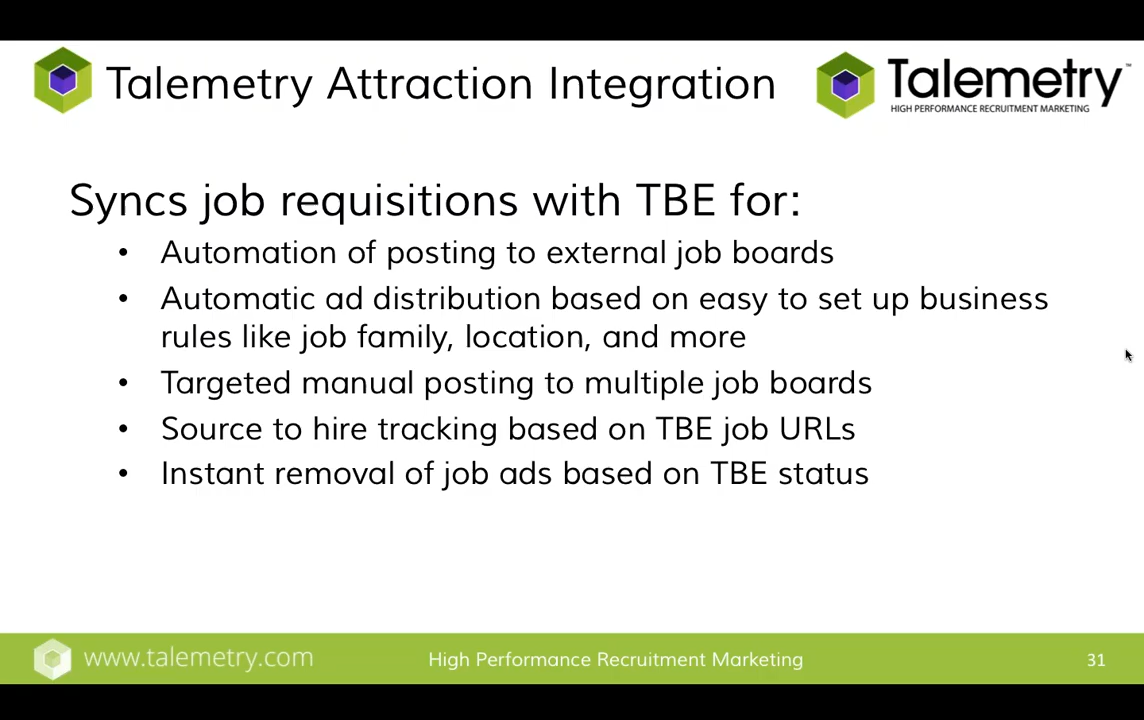 Talemetry Attraction Integration
Talemetry™
HIGH PERFORMANCE RECRUITMENT MARKETING
Syncs job requisitions with TBE for:
• Automation of posting to external job boards
• Automatic ad distribution based on easy to set up business
rules like job family, location, and more
• Targeted manual posting to multiple job boards
• Source to hire tracking based on TBE job URLs
• Instant removal of job ads based on TBE status
www.talemetry.com
High Performance Recruitment Marketing
31